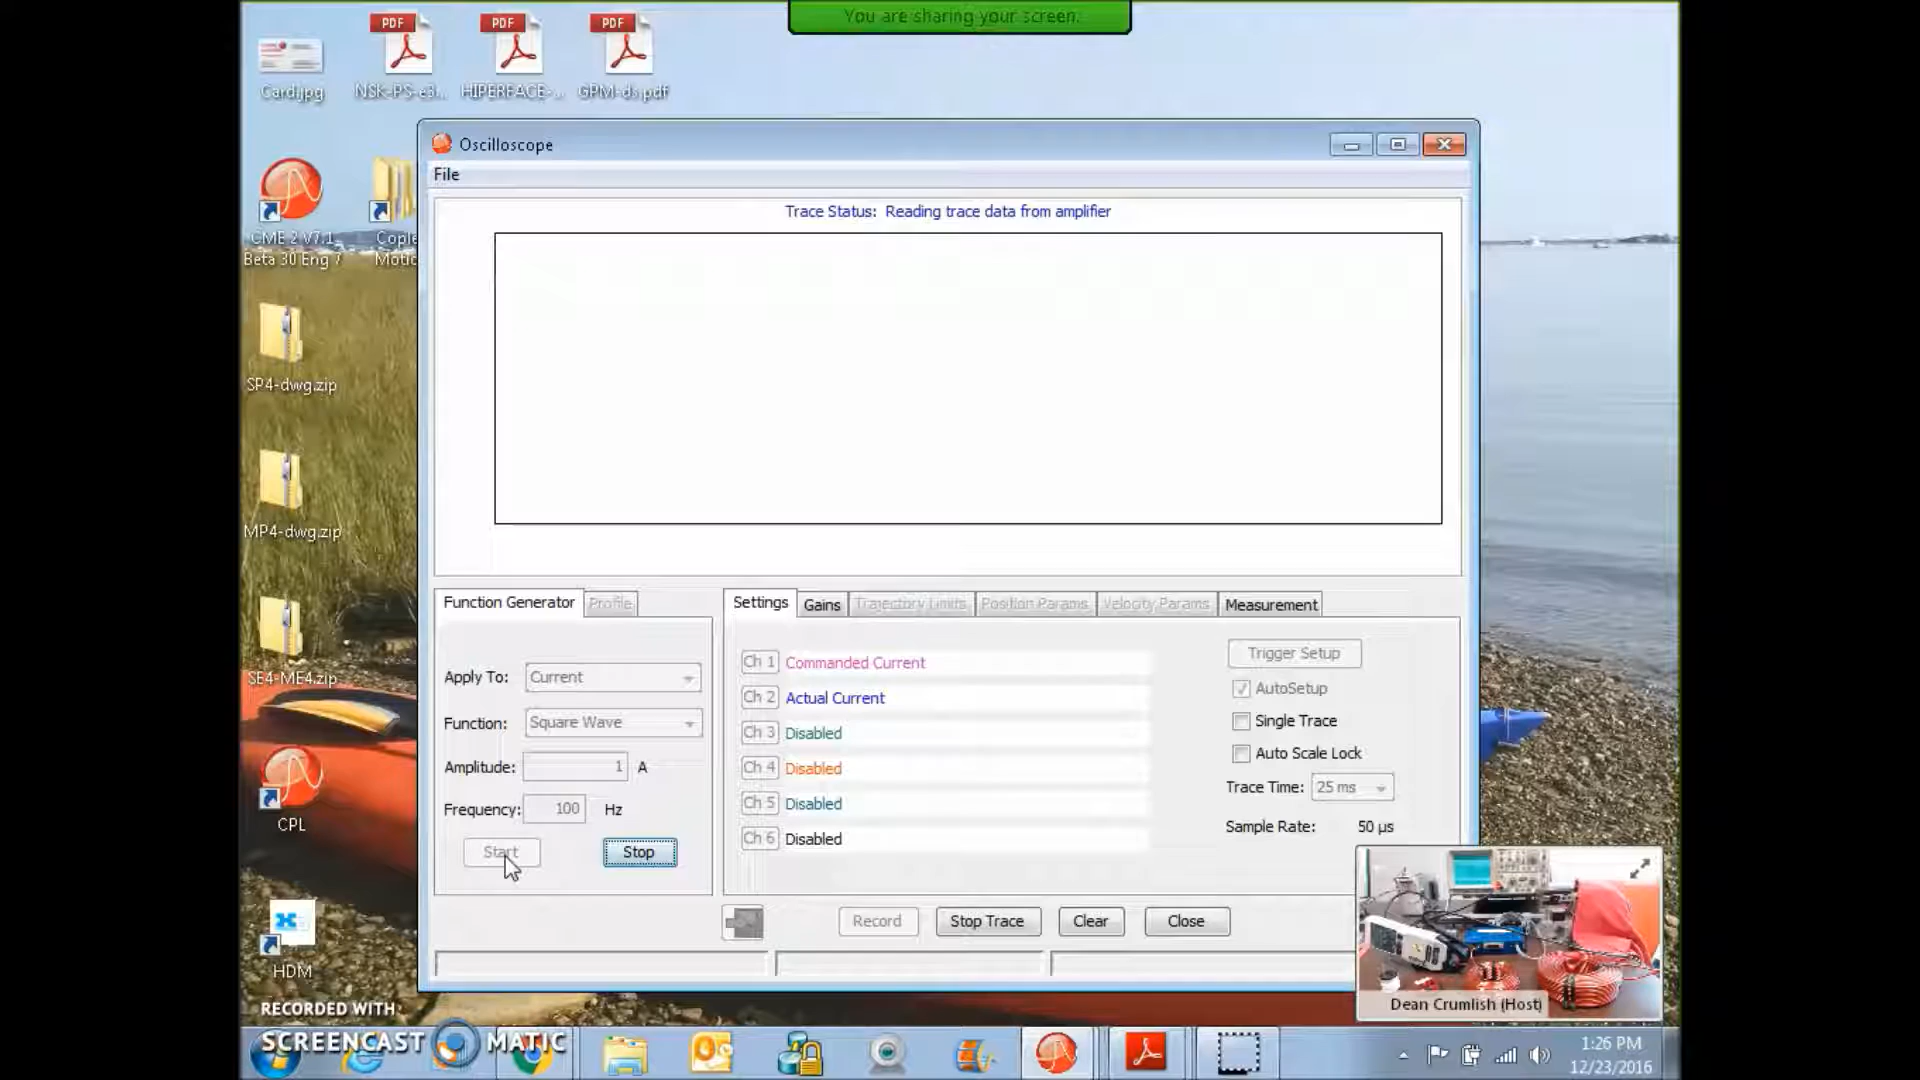 You are sharing your screen.
PDF
PDF
PDF
Card.jpg
NSK-PS-e3...
HIPERFACE-...
GPM-ds.pdf
Oscilloscope
File
Trace Status: Reading trace data from amplifier
CME 2 V7.1
Beta 30 Eng 7
Cople
Motic
SP4-dwg.zip
MP4-dwg.zip
SE4-ME4.zip
CPL
HDM
Function Generator
Profile
Settings
Gains
Trajectory Limits
Position Params
Velocity Params
Measurement
Apply To:
Current
Function:
Square Wave
Amplitude:
1
A
Frequency:
100
Hz
Start
Stop
Ch 1
Commanded Current
Ch 2
Actual Current
Ch 3
Disabled
Ch 4
Disabled
Ch 5
Disabled
Ch 6
Disabled
Trigger Setup
AutoSetup
Single Trace
Auto Scale Lock
Trace Time:
25 ms
Sample Rate:
50 µs
Record
Stop Trace
Clear
Close
Dean Crumlish (Host)
RECORDED WITH
SCREENCAST MATIC
1:26 PM
12/23/2016